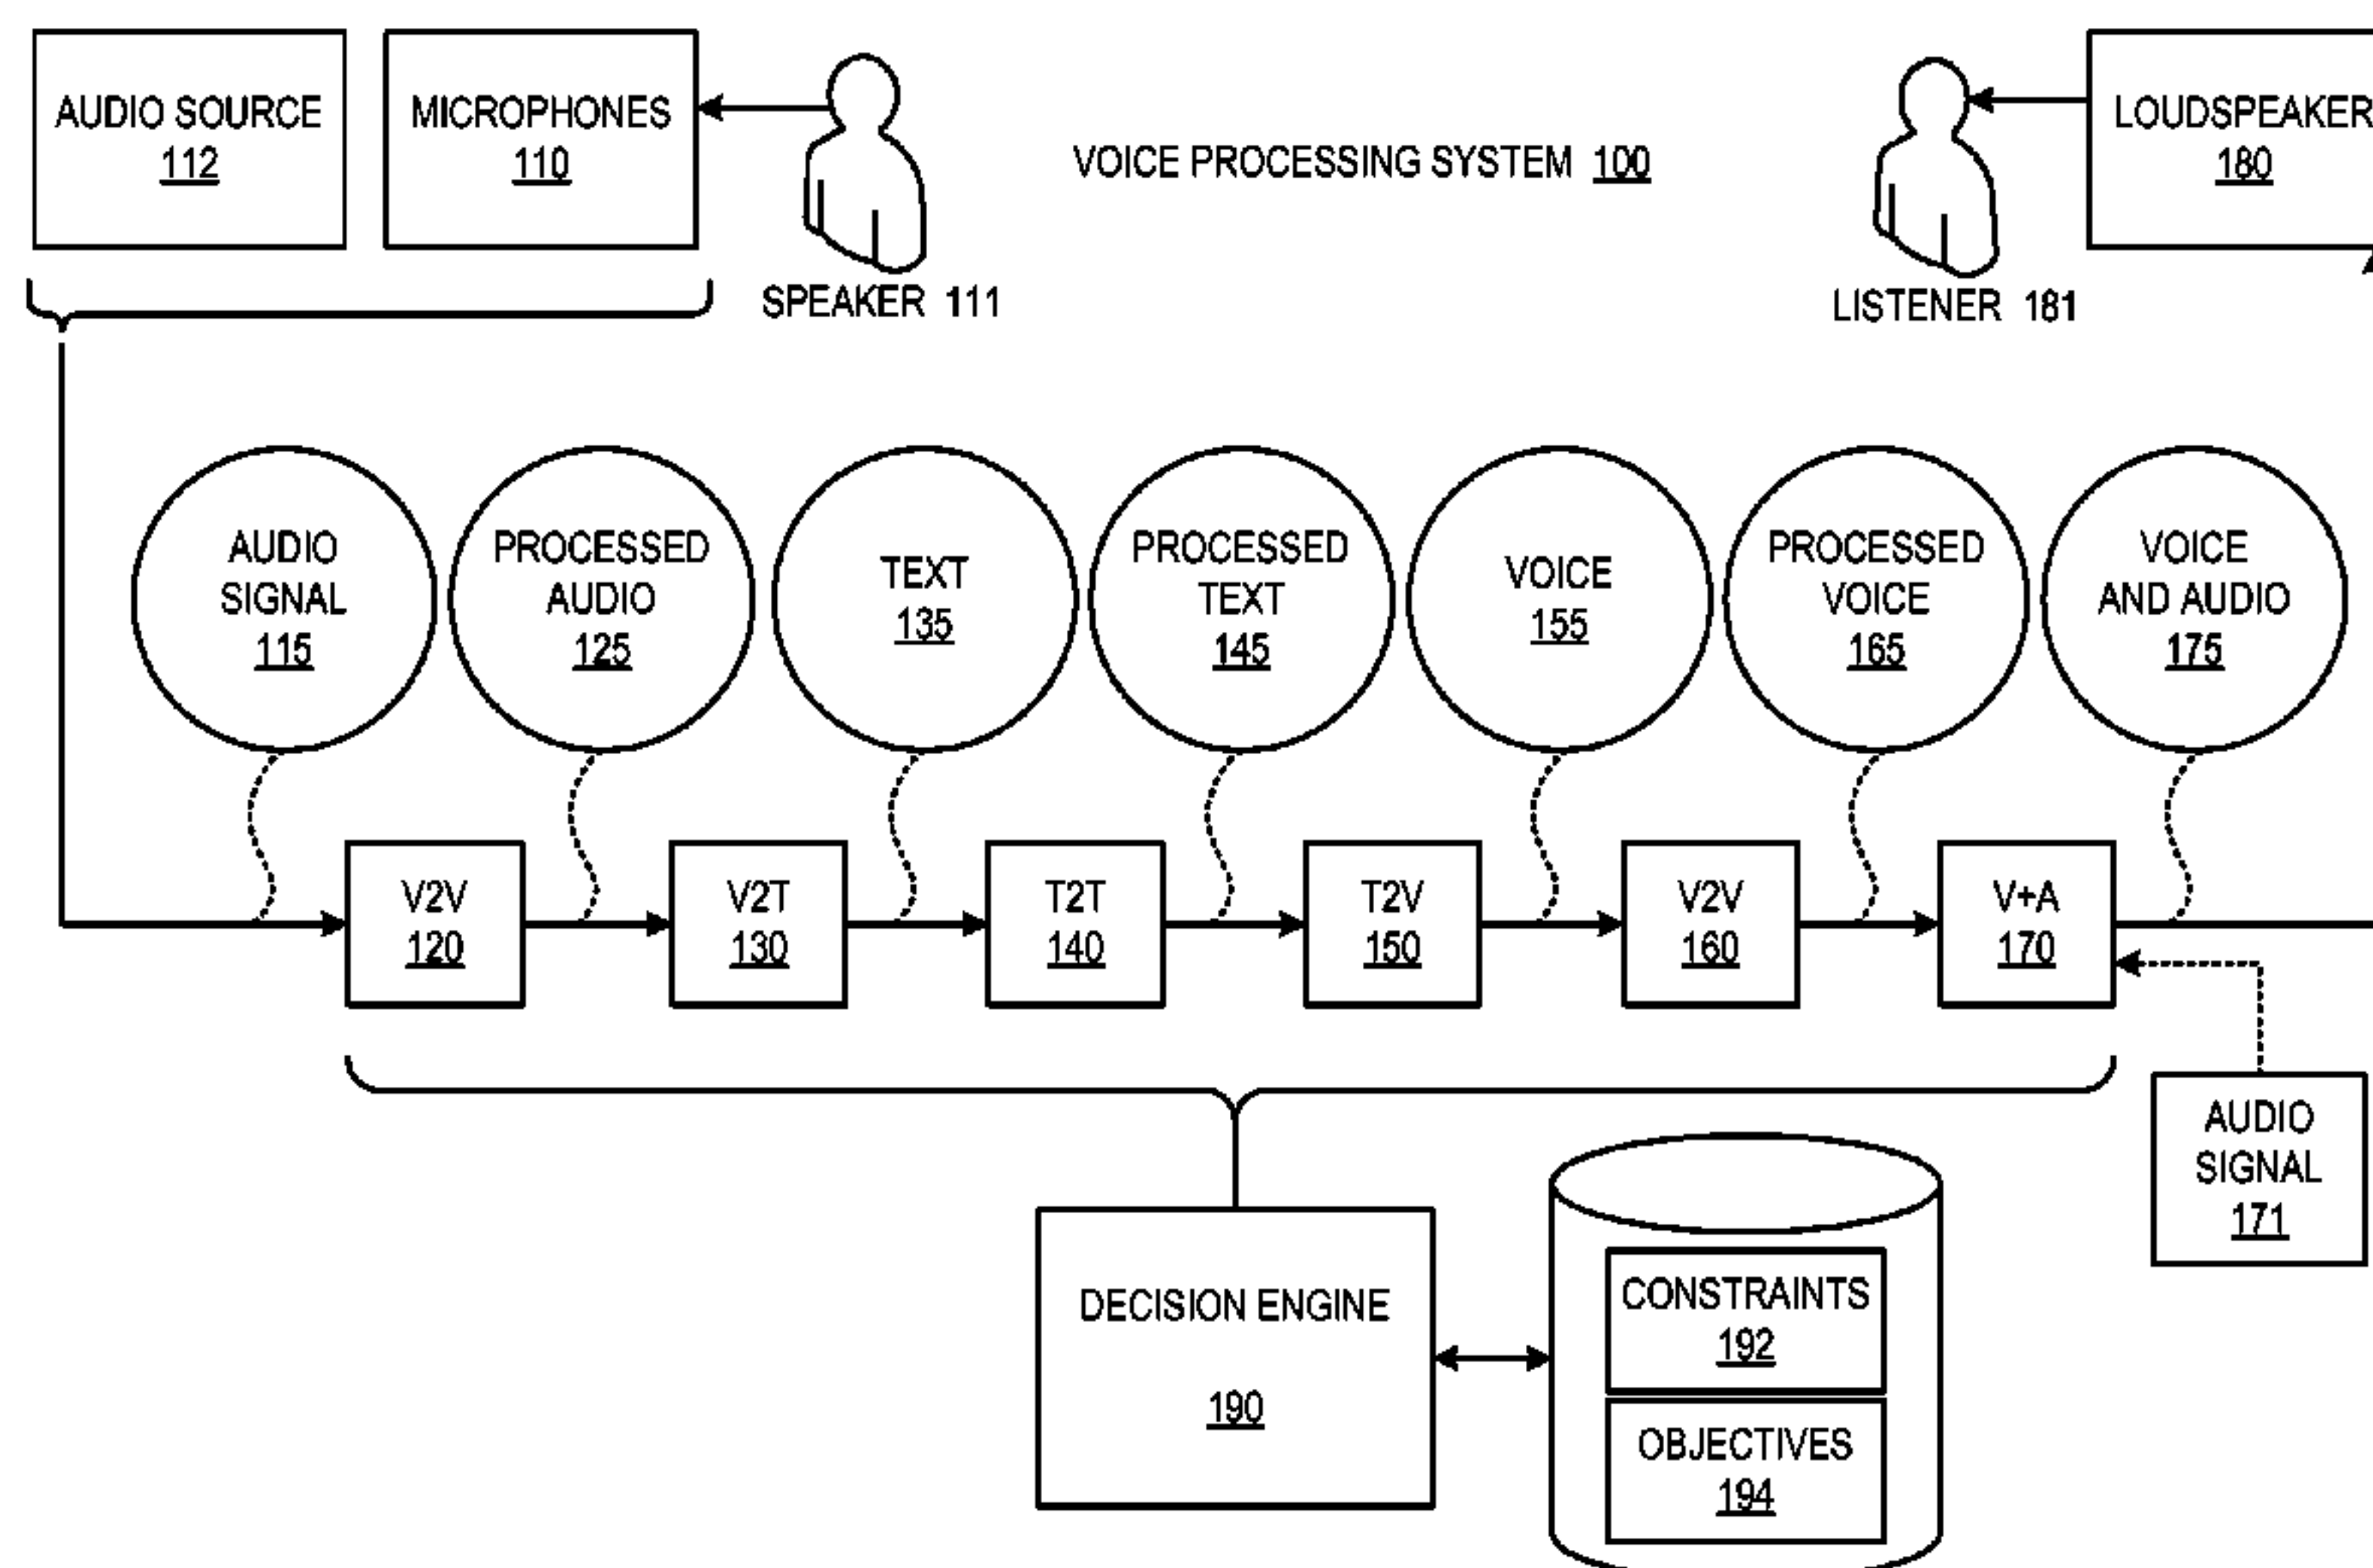 AUDIO SOURCE
112
MICROPHONES
110
SPEAKER 111
VOICE PROCESSING SYSTEM 100
LISTENER 181
LOUDSPEAKER
180
AUDIO
SIGNAL
115
PROCESSED
AUDIO
125
TEXT
135
PROCESSED
TEXT
145
VOICE
155
PROCESSED
VOICE
165
VOICE
AND AUDIO
175
V2V
120
V2T
130
T2T
140
T2V
150
V2V
160
V+A
170
AUDIO
SIGNAL
171
DECISION ENGINE
190
CONSTRAINTS
192
OBJECTIVES
194